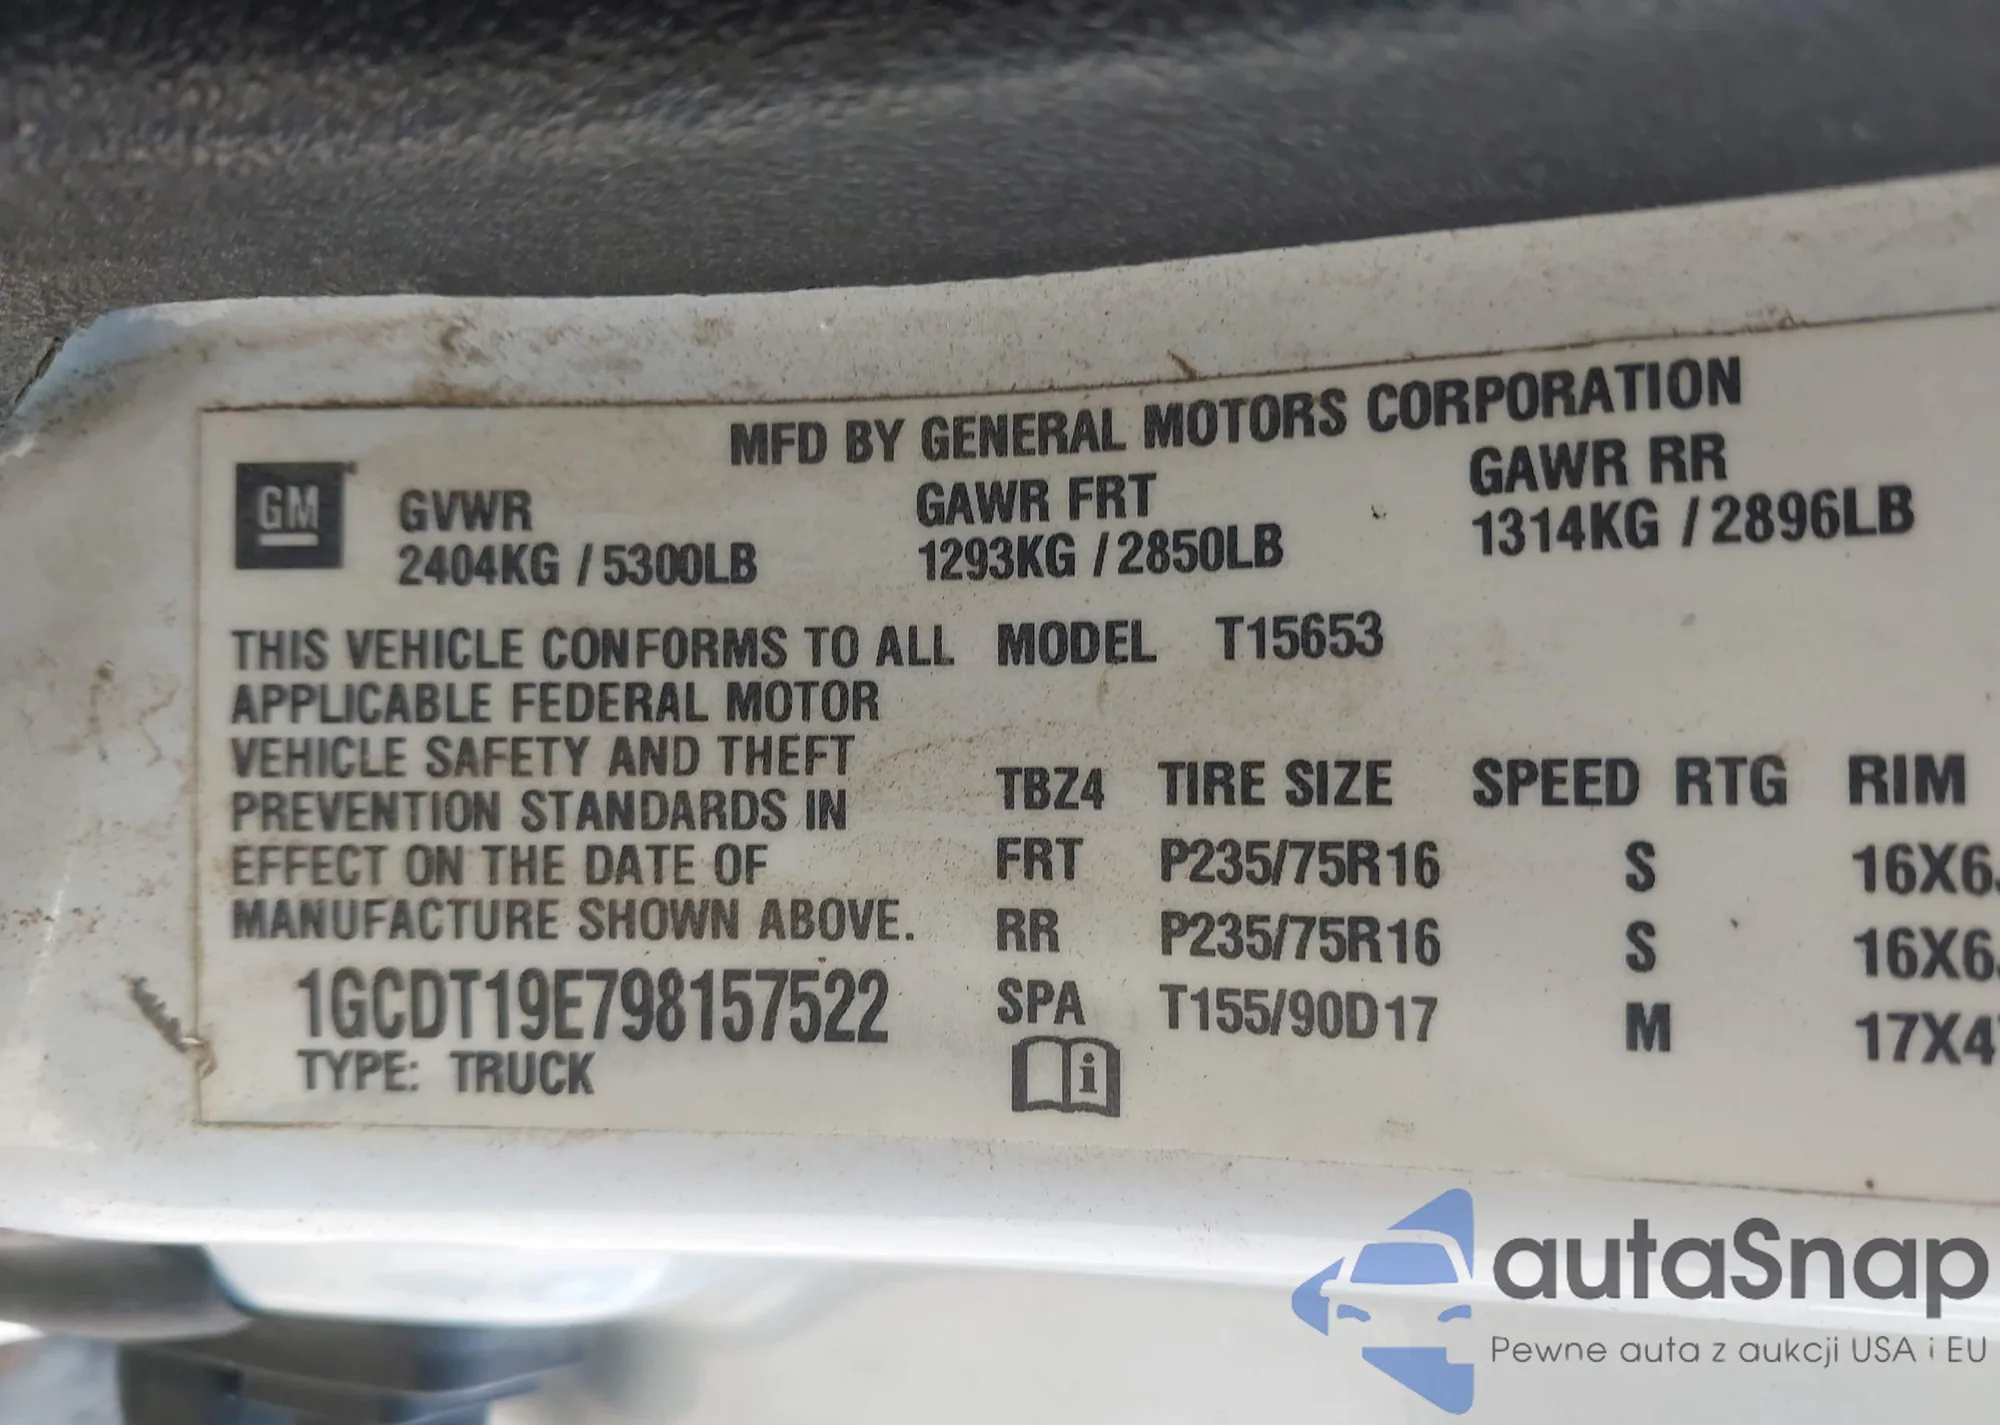 MFD BY GENERAL MOTORS CORPORATION
GM
GVWR GAWR FRT GAWR RR
2404KG / 5300LB 1293KG / 2850LB 1314KG / 2896LB
THIS VEHICLE CONFORMS TO ALL
APPLICABLE FEDERAL MOTOR
VEHICLE SAFETY AND THEFT
PREVENTION STANDARDS IN
EFFECT ON THE DATE OF
MANUFACTURE SHOWN ABOVE.
1GCDT19E798157522
TYPE: TRUCK
MODEL T15653
TBZ4 TIRE SIZE SPEED RTG RIM
FRT P235/75R16 S 16X6
RR P235/75R16 S 16X6
SPA T155/90D17 M 17X4
i
autaSnap
Pewne auta z aukcji USA i EU